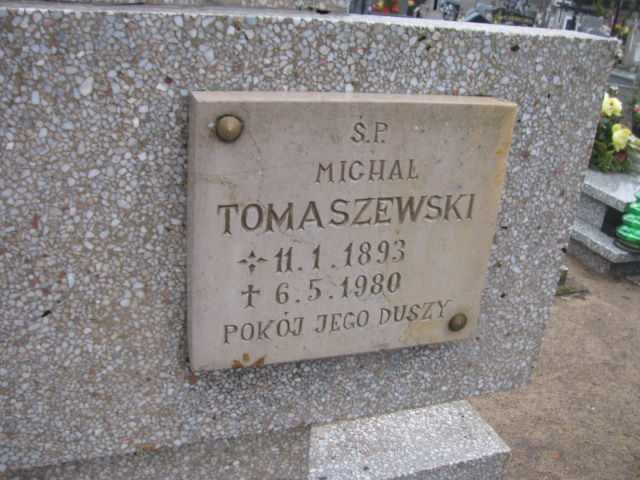 Ś.P.
MICHAŁ
TOMASZEWSKI
11.1.1893
† 6.5.1980
POKÓJ JEGO DUSZY